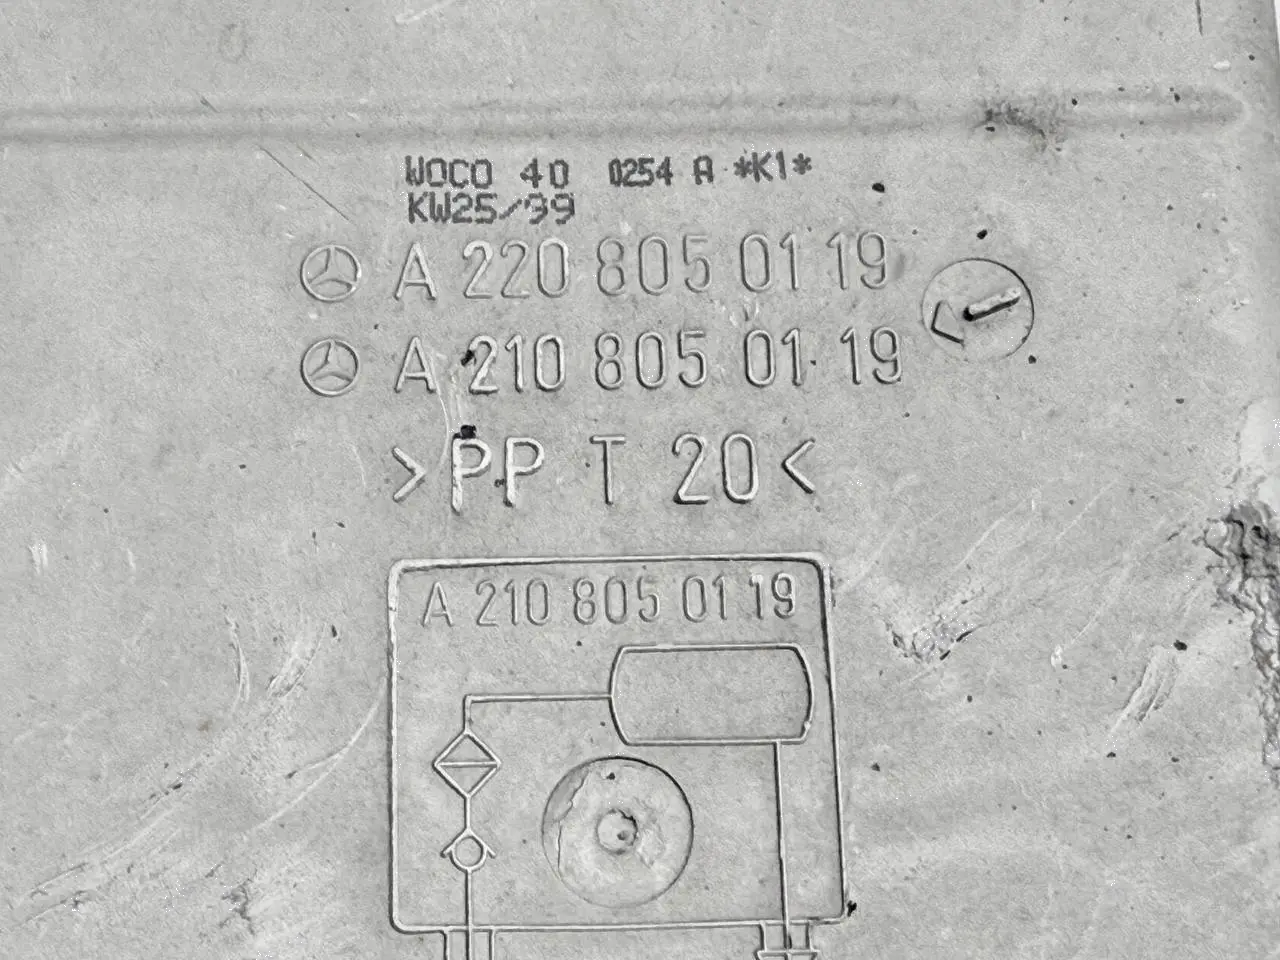 WOCO 40 0254 A *K1*
KW25/99
A 220 805 01 19
A 210 805 01 19
>PP T 20<
A 210 805 01 19